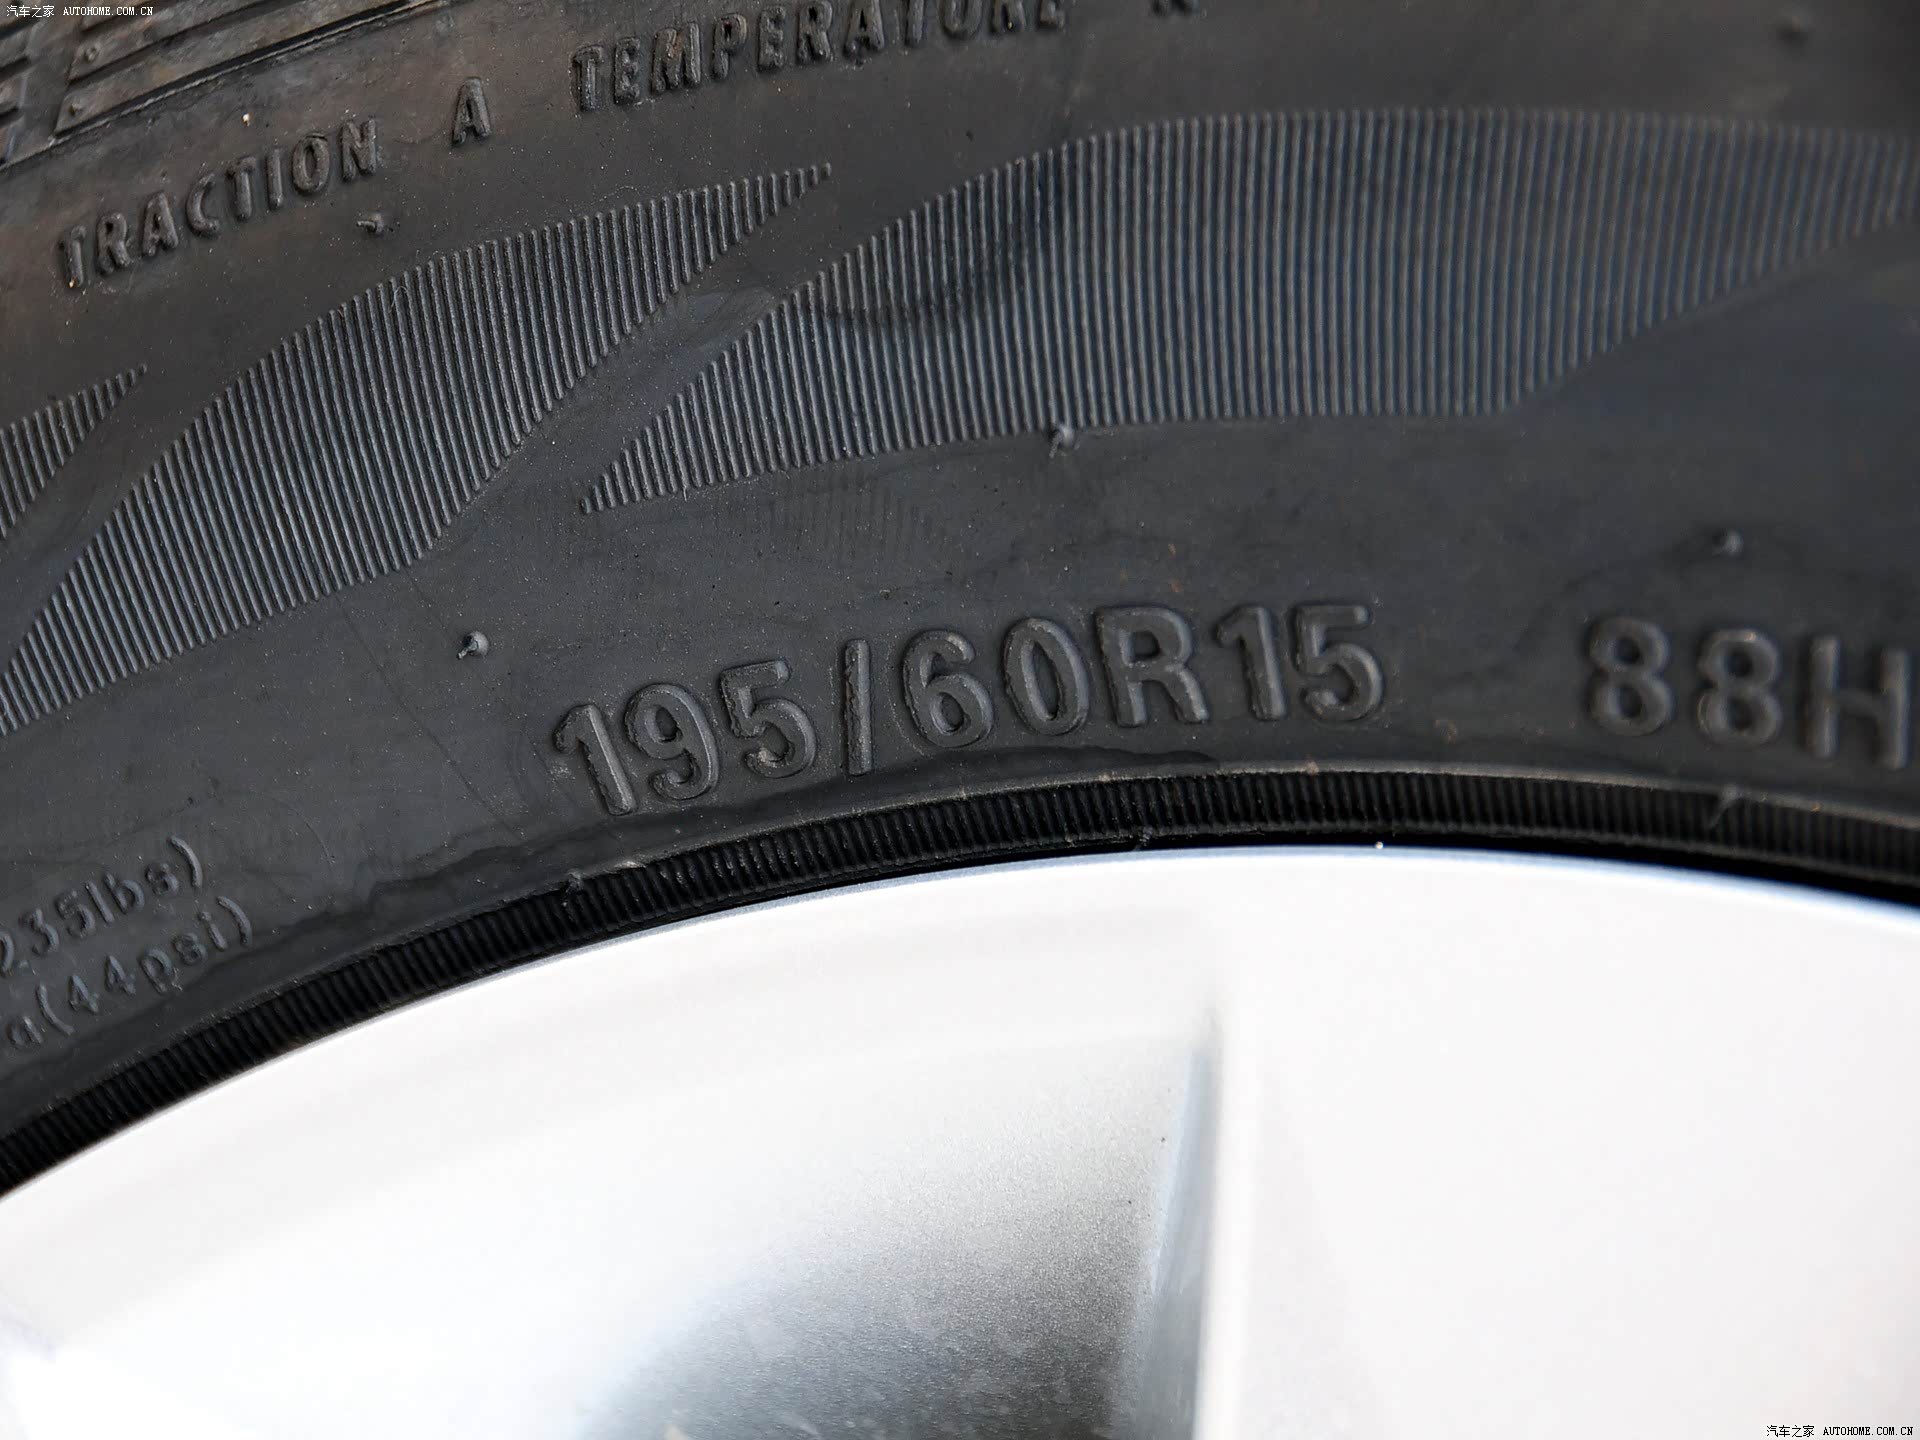 汽车之家 AUTOHOME.COM.CN
TRACTION A TEMPERATURE
195/60R15 88H
235lbs)
a(44psi)
汽车之家 AUTOHOME.COM.CN